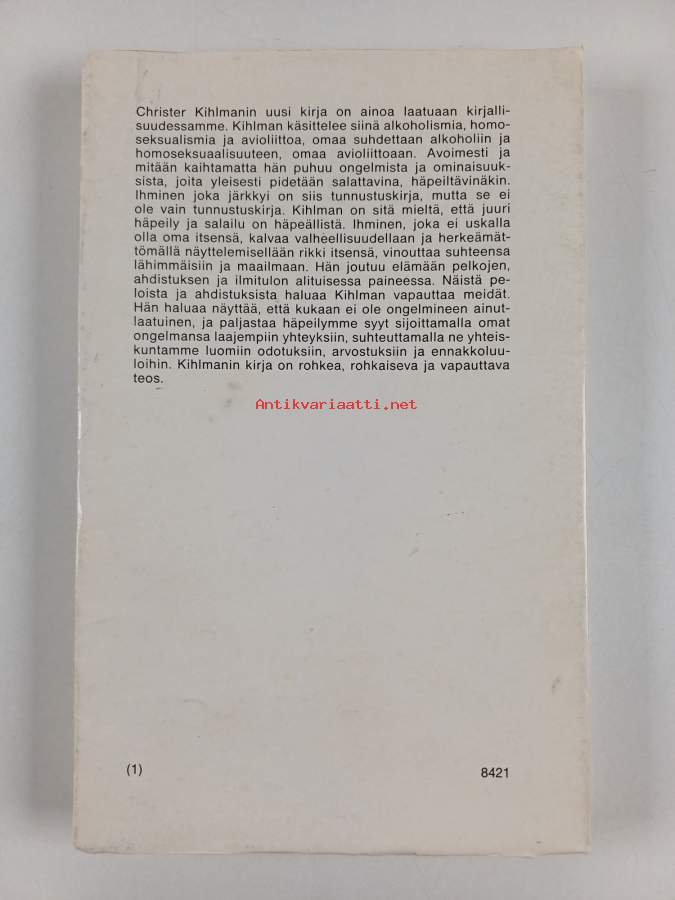 Christer Kihlmanin uusi kirja on ainoa laatuaan kirjalli-
suudessamme. Kihlman käsittelee siinä alkoholismia, homo-
seksualismia ja avioliittoa, omaa suhdettaan alkoholiin ja
homoseksuaalisuuteen, omaa avioliittoaan. Avoimesti ja
mitään kaihtamatta hän puhuu ongelmista ja ominaisuuk-
sista, joita yleisesti pidetään salattavina, häpeiltävinäkin.
Ihminen joka järkkyi on siis tunnustuskirja, mutta se ei
ole vain tunnustuskirja. Kihlman on sitä mieltä, että juuri
häpeily ja salailu on häpeällistä. Ihminen, joka ei uskalla
olla oma itsensä, kalvaa valheellisuudellaan ja herkeämät-
tömällä näyttelemisellään rikki itsensä, vinouttaa suhteensa
lähimmäisiin ja maailmaan. Hän joutuu elämään pelkojen,
ahdistuksen ja ilmitulon alituisessa paineessa. Näistä pe-
loista ja ahdistuksista haluaa Kihlman vapauttaa meidät.
Hän haluaa näyttää, että kukaan ei ole ongelmineen ainut-
laatuinen, ja paljastaa häpeilymme syyt sijoittamalla omat
ongelmansa laajempiin yhteyksiin, suhteuttamalla ne yhteis-
kuntamme luomiin odotuksiin, arvostuksiin ja ennakkoluu-
loihin. Kihlmanin kirja on rohkea, rohkaiseva ja vapauttava
teos.
Antikvariaatti.net
(1) 8421